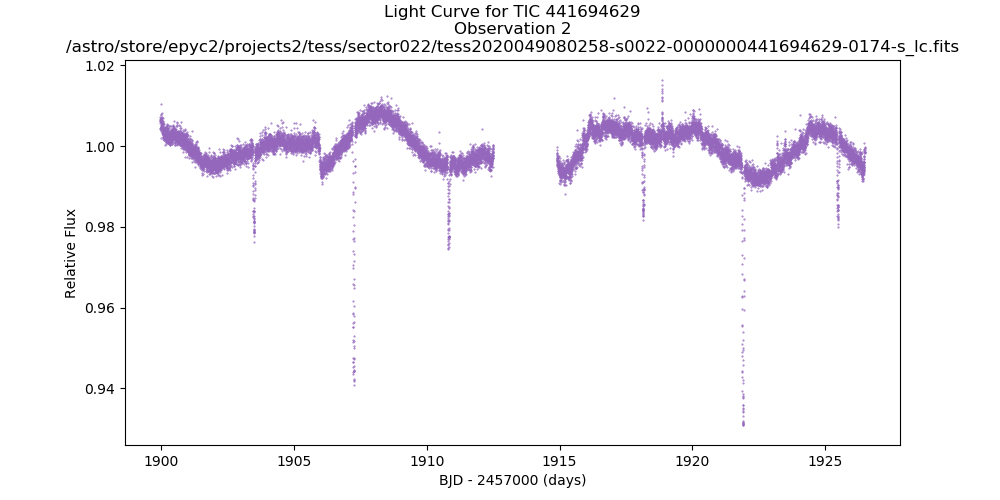 Light Curve for TIC 441694629
Observation 2
/astro/store/epyc2/projects2/tess/sector022/tess2020049080258-s0022-0000000441694629-0174-s_lc.fits
1.02
1.00
0.98
0.96
0.94
Relative Flux
1900
1905
1910
1915
1920
1925
BJD - 2457000 (days)